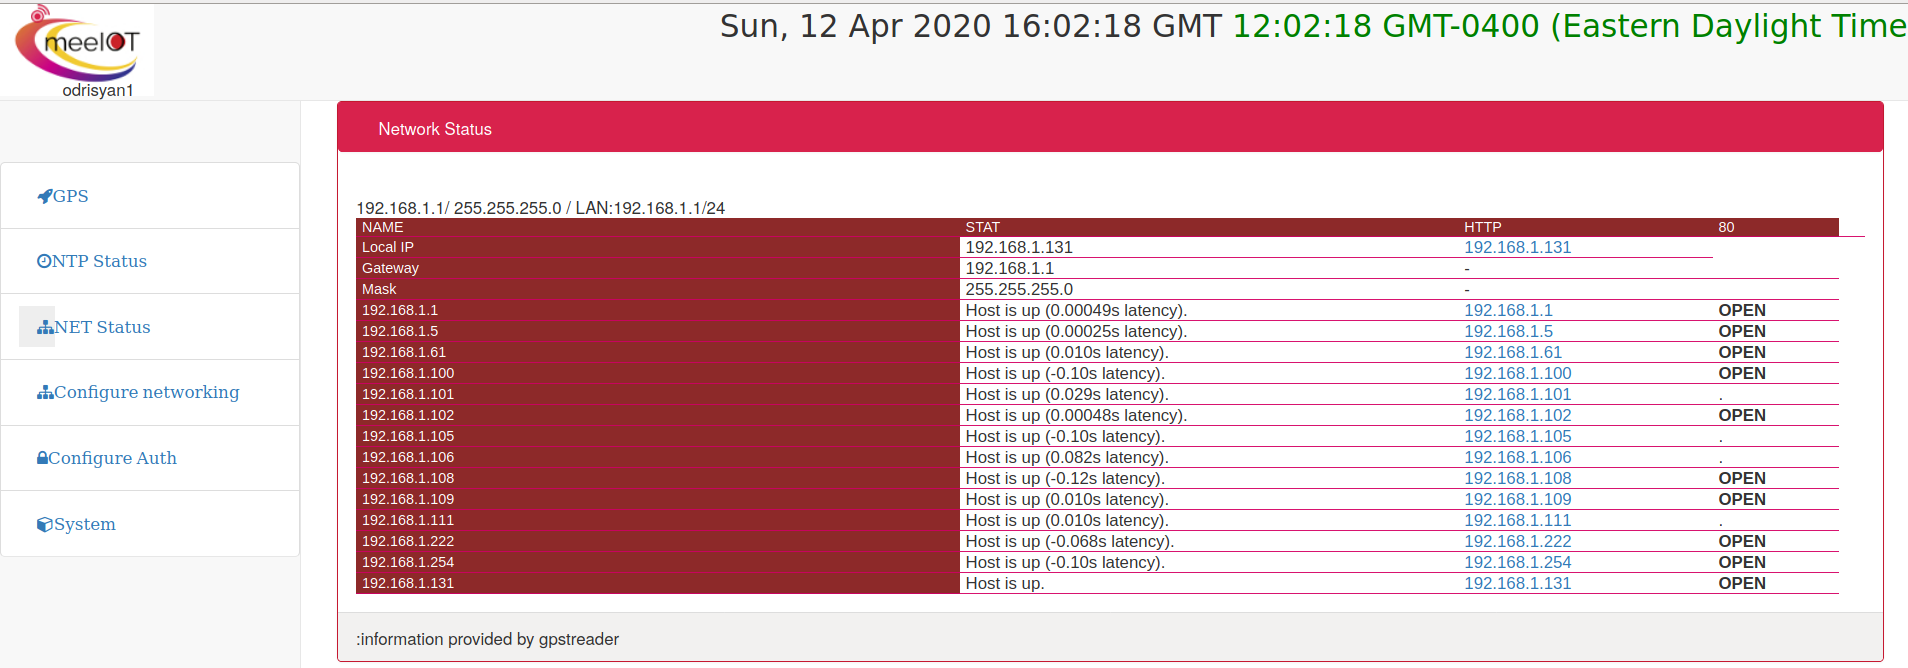 meeIOT
odrisyan1
Sun, 12 Apr 2020 16:02:18 GMT 12:02:18 GMT-0400 (Eastern Daylight Time
GPS
NTP Status
NET Status
Configure networking
Configure Auth
System
Network Status
192.168.1.1/ 255.255.255.0 / LAN:192.168.1.1/24
NAME STAT HTTP 80
Local IP 192.168.1.131 192.168.1.131
Gateway 192.168.1.1 -
Mask 255.255.255.0 -
192.168.1.1 Host is up (0.00049s latency). 192.168.1.1 OPEN
192.168.1.5 Host is up (0.00025s latency). 192.168.1.5 OPEN
192.168.1.61 Host is up (0.010s latency). 192.168.1.61 OPEN
192.168.1.100 Host is up (-0.10s latency). 192.168.1.100 OPEN
192.168.1.101 Host is up (0.029s latency). 192.168.1.101 .
192.168.1.102 Host is up (0.00048s latency). 192.168.1.102 OPEN
192.168.1.105 Host is up (-0.10s latency). 192.168.1.105 .
192.168.1.106 Host is up (0.082s latency). 192.168.1.106 .
192.168.1.108 Host is up (-0.12s latency). 192.168.1.108 OPEN
192.168.1.109 Host is up (0.010s latency). 192.168.1.109 OPEN
192.168.1.111 Host is up (0.010s latency). 192.168.1.111 .
192.168.1.222 Host is up (-0.068s latency). 192.168.1.222 OPEN
192.168.1.254 Host is up (-0.10s latency). 192.168.1.254 OPEN
192.168.1.131 Host is up. 192.168.1.131 OPEN
:information provided by gpstreader